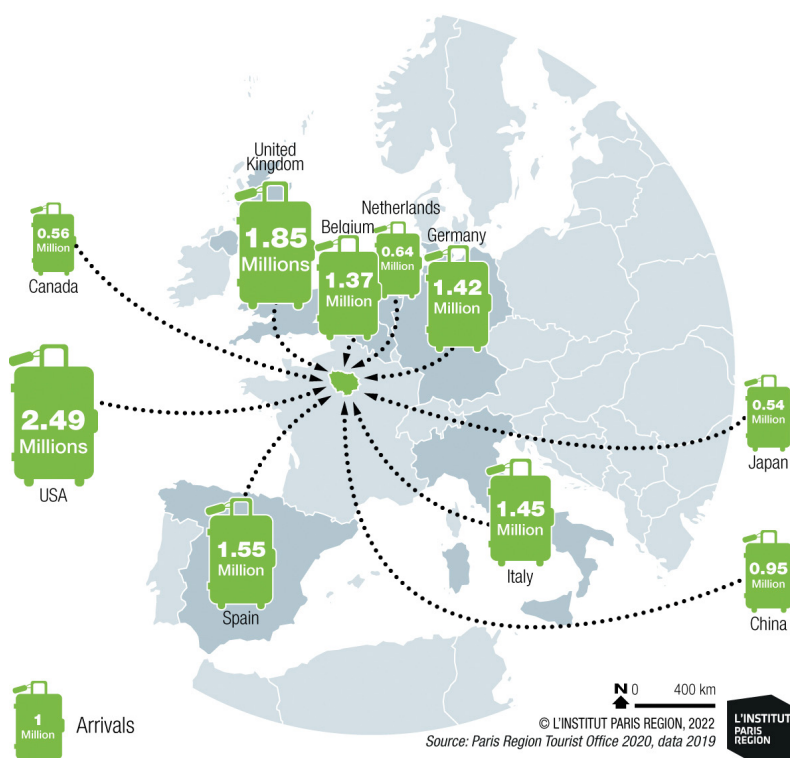 United
Kingdom
1.85
Millions
Belgium
1.37
Million
Netherlands
0.64
Million
Germany
1.42
Million
0.56
Million
Canada
2.49
Millions
USA
0.54
Million
Japan
1.55
Million
Spain
1.45
Million
Italy
0.95
Million
China
1
Million
Arrivals
N 0 400 km
© L'INSTITUT PARIS REGION, 2022
Source: Paris Region Tourist Office 2020, data 2019
L'INSTITUT
PARIS
REGION